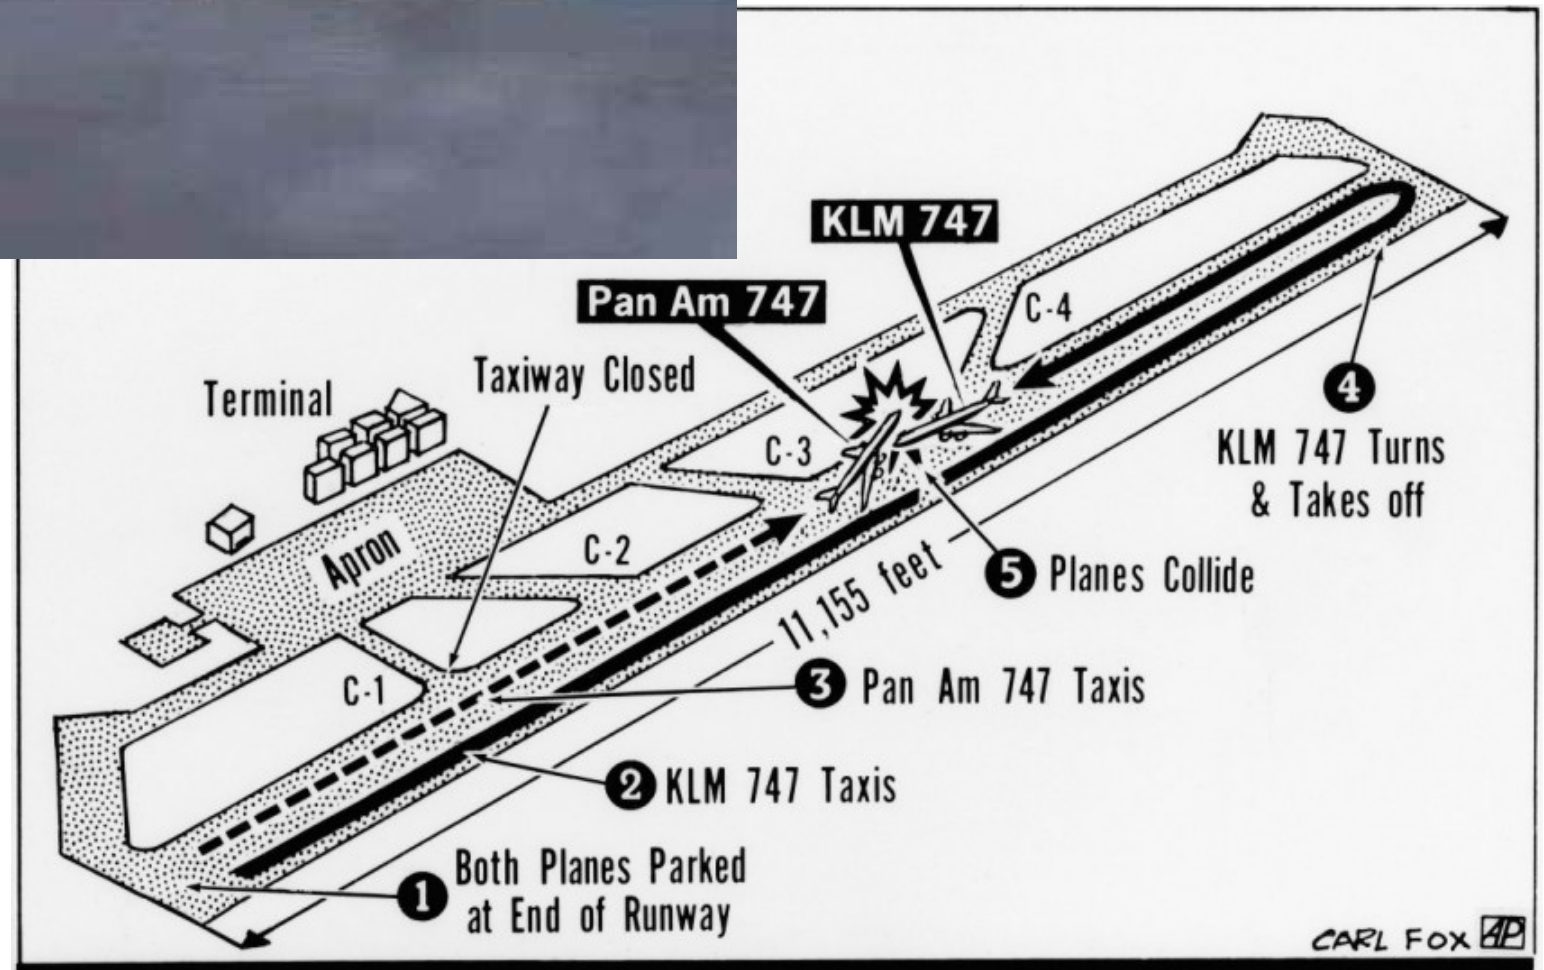 KLM 747
Pan Am 747
C-4
Taxiway Closed
Terminal
4
KLM 747 Turns
& Takes off
C-3
C-2
Apron
5 Planes Collide
11,155 feet
C-1
3 Pan Am 747 Taxis
2 KLM 747 Taxis
1 Both Planes Parked
at End of Runway
CARL FOX AP